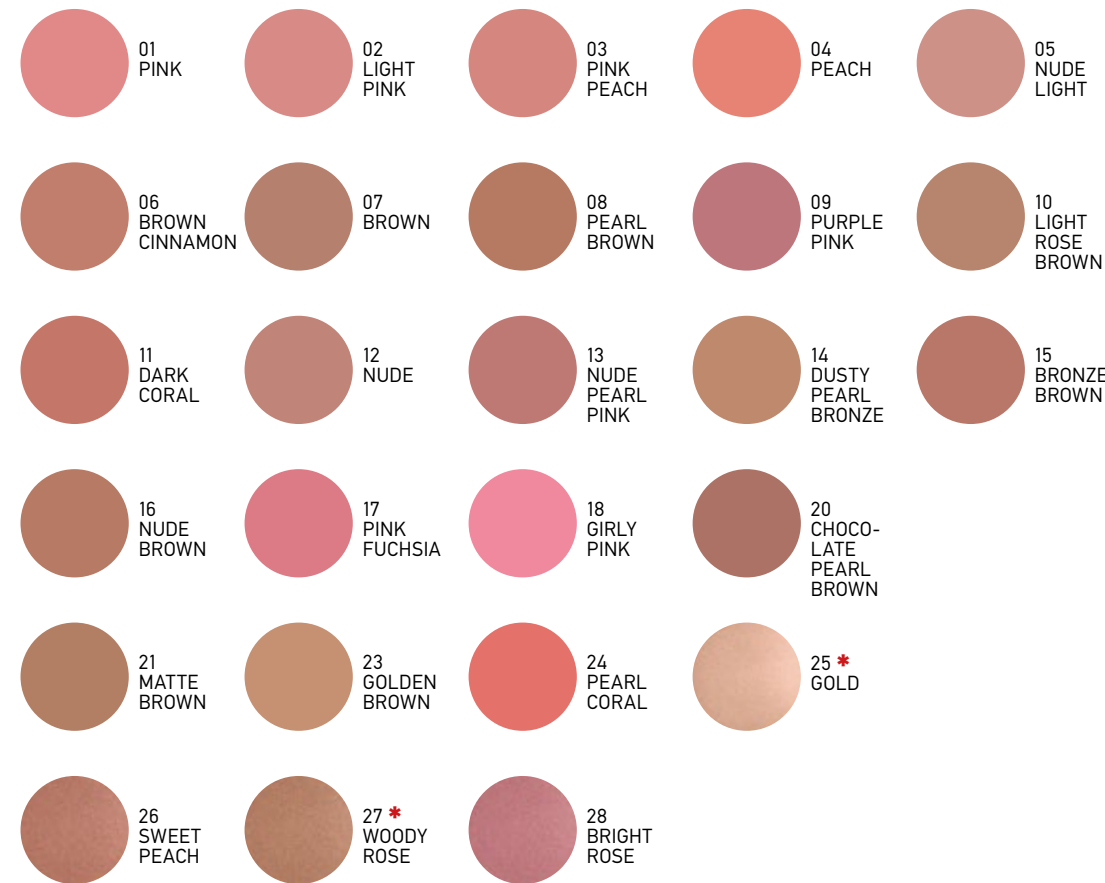 01
PINK
02
LIGHT
PINK
03
PINK
PEACH
04
PEACH
05
NUDE
LIGHT
06
BROWN
CINNAMON
07
BROWN
08
PEARL
BROWN
09
PURPLE
PINK
10
LIGHT
ROSE
BROWN
11
DARK
CORAL
12
NUDE
13
NUDE
PEARL
PINK
14
DUSTY
PEARL
BRONZE
15
BRONZE
BROWN
16
NUDE
BROWN
17
PINK
FUCHSIA
18
GIRLY
PINK
20
CHOCO-
LATE
PEARL
BROWN
21
MATTE
BROWN
23
GOLDEN
BROWN
24
PEARL
CORAL
25 *
GOLD
26
SWEET
PEACH
27 *
WOODY
ROSE
28
BRIGHT
ROSE